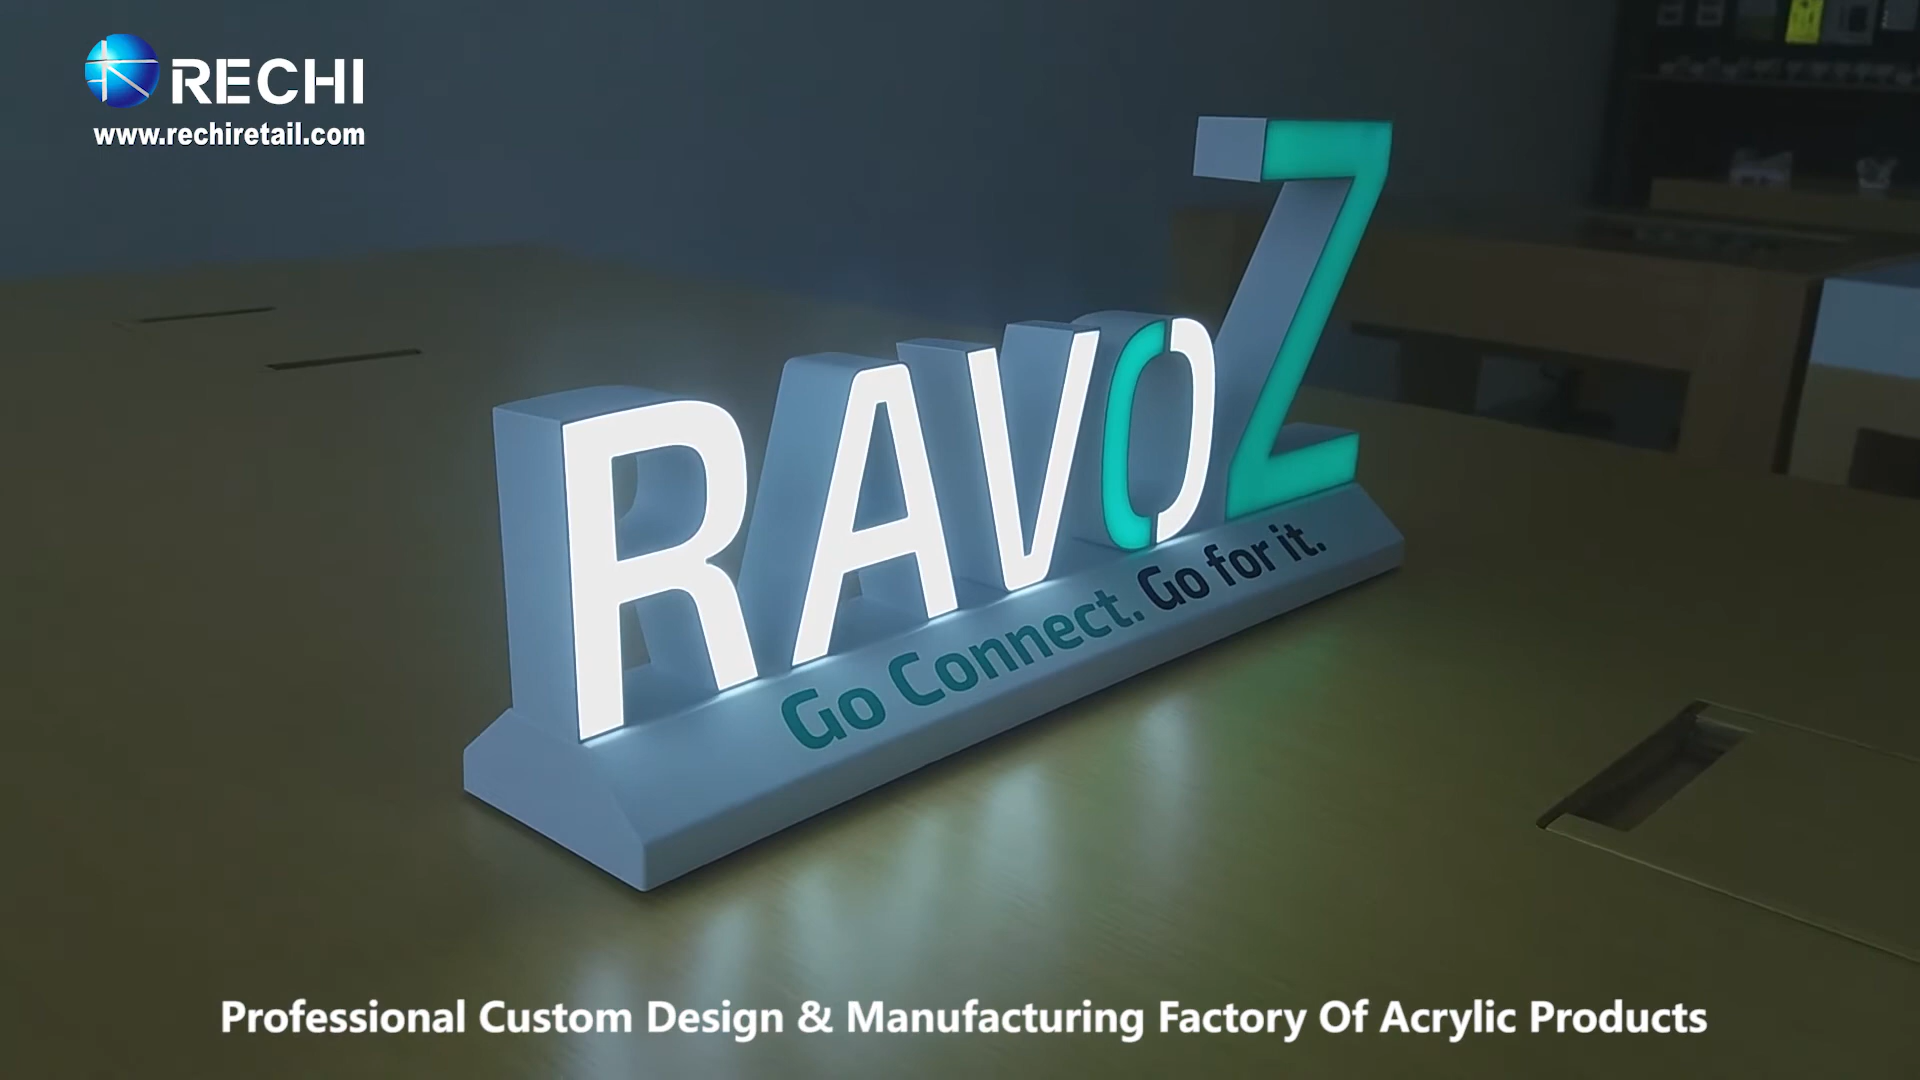 RECHI
www.rechiretail.com
RAVOZ
Go Connect. Go for it.
Professional Custom Design & Manufacturing Factory Of Acrylic Products